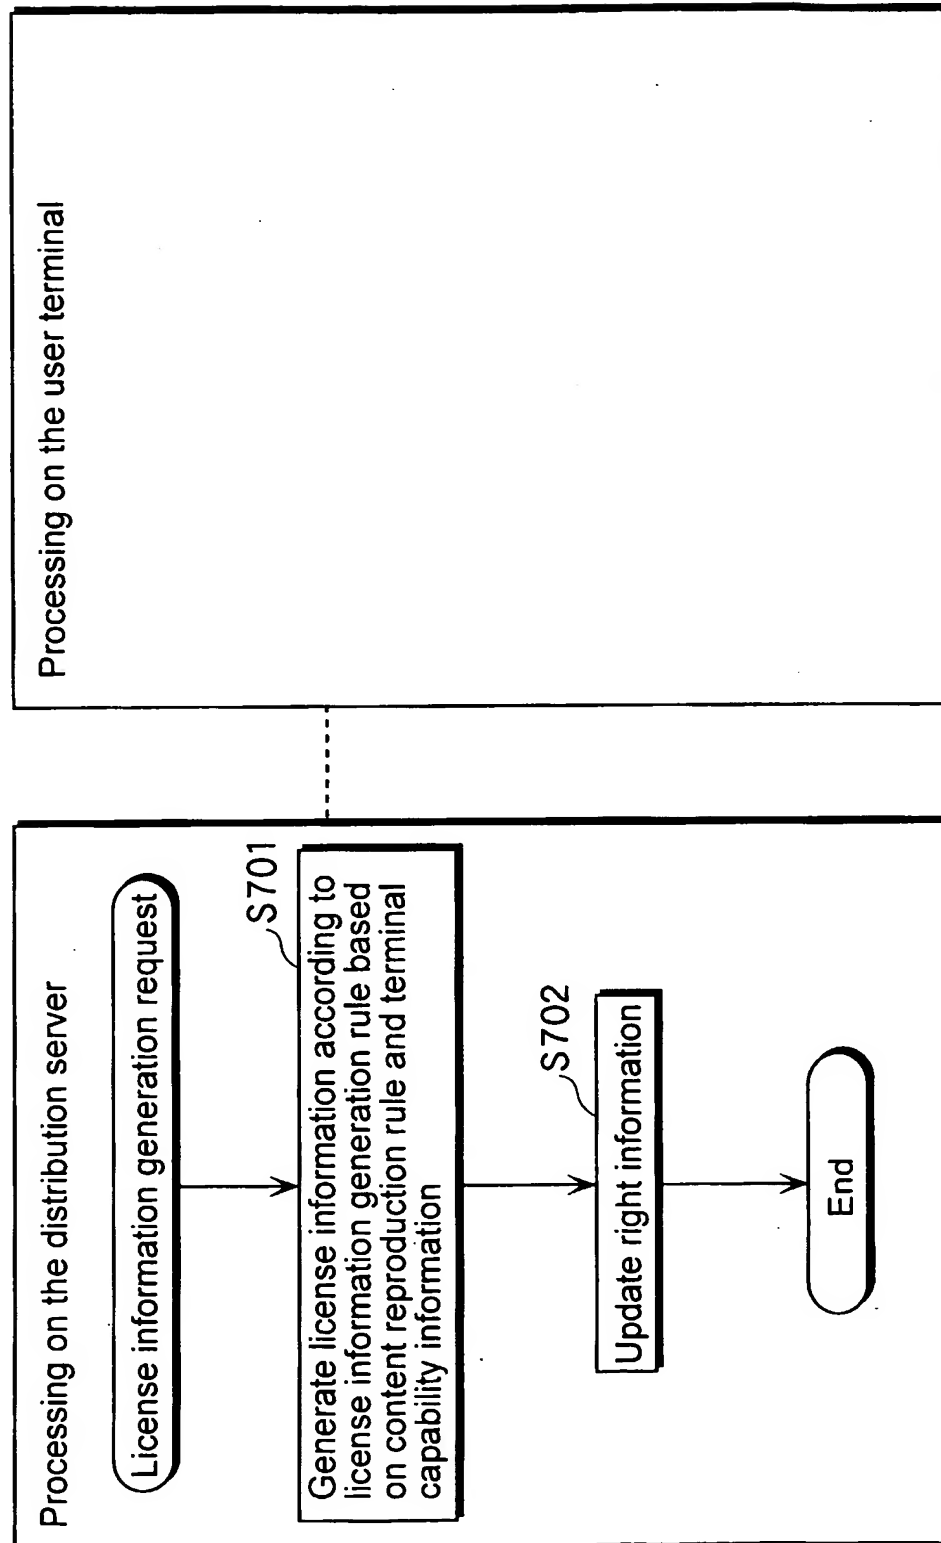 Processing on the distribution server
License information generation request
S701
Generate license information according to
license information generation rule based
on content reproduction rule and terminal
capability information
S702
Update right information
End
Processing on the user terminal